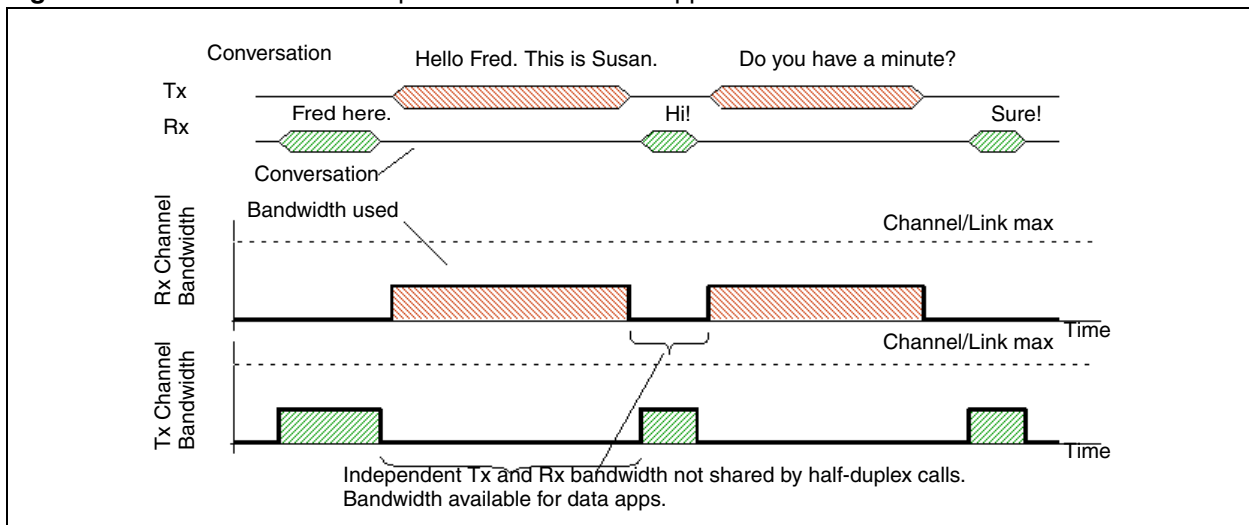 Conversation
Hello Fred. This is Susan.
Do you have a minute?
Tx
Fred here.
Hi!
Sure!
Rx
Conversation
Bandwidth used
Channel/Link max
Rx Channel
Bandwidth
Time
Channel/Link max
Tx Channel
Bandwidth
Time
Independent Tx and Rx bandwidth not shared by half-duplex calls.
Bandwidth available for data apps.